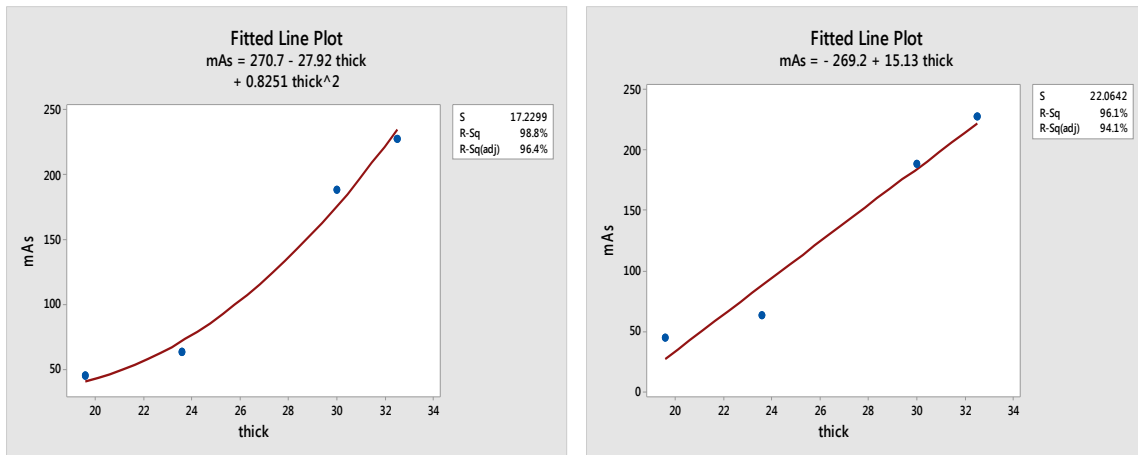 Fitted Line Plot
mAs = 270.7 - 27.92 thick
+ 0.8251 thick^2
S 17.2299
R-Sq 98.8%
R-Sq(adj) 96.4%
250
200
150
100
50
mAs
20 22 24 26 28 30 32 34
thick
Fitted Line Plot
mAs = - 269.2 + 15.13 thick
S 22.0642
R-Sq 96.1%
R-Sq(adj) 94.1%
250
200
150
100
50
0
mAs
20 22 24 26 28 30 32 34
thick